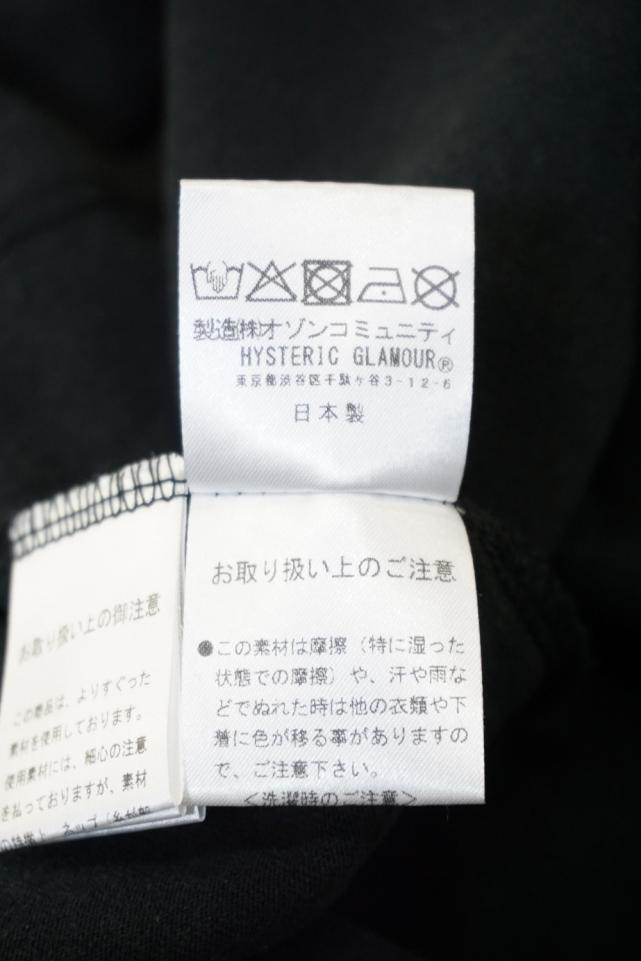 製造(株)オゾンコミュニティ
HYSTERIC GLAMOUR®
東京都渋谷区千駄ヶ谷3-12-6
日本製
お取り扱い上のご注意
●この素材は摩擦(特に湿った
状態での摩擦)や、汗や雨な
どでぬれた時は他の衣類や下
着に色が移る事がありますの
で、ご注意下さい。
<洗濯時のご注意>
お取り扱い上の御注意
この商品は、よりすぐった
素材を使用しております。
使用素材には、細心の注意
を払っておりますが、素材